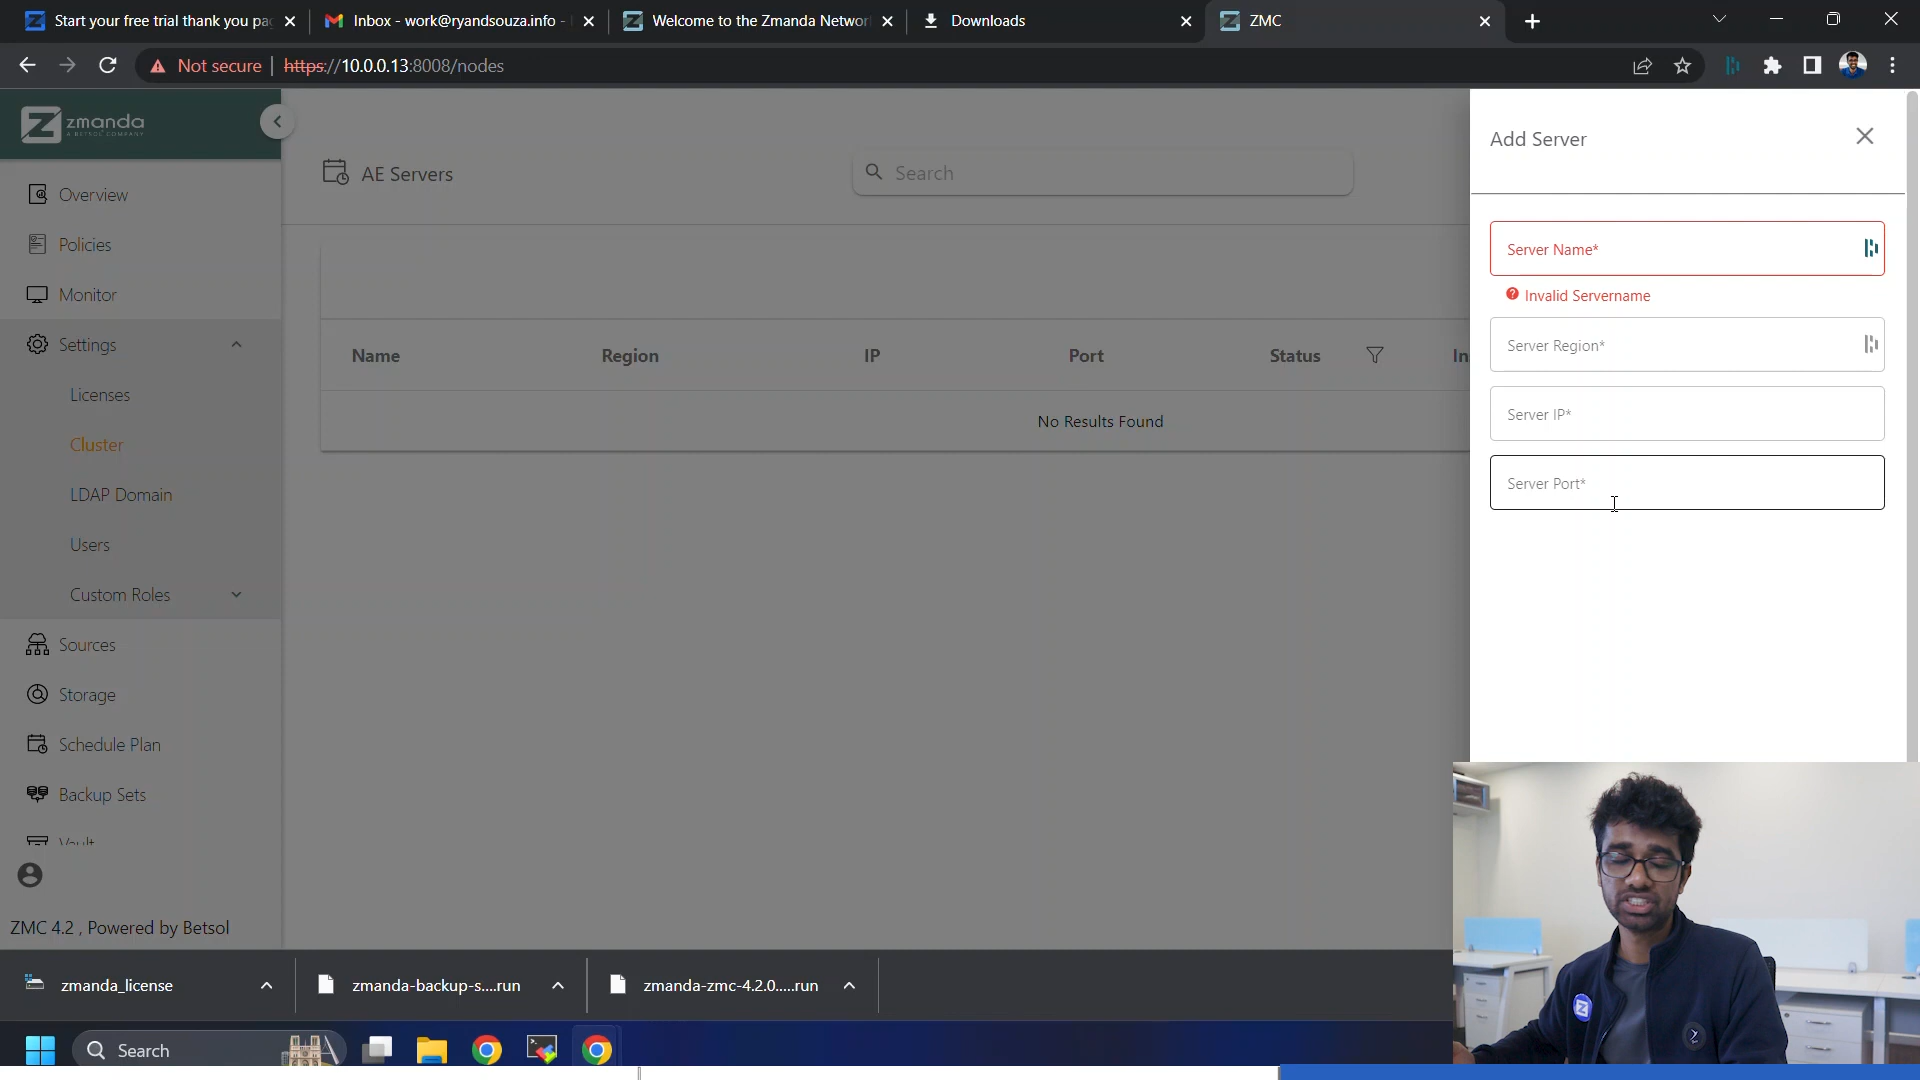 Start your free trial thank you pa
Inbox - work@ryandsouza.info -
Welcome to the Zmanda Networ
Downloads
ZMC
Not secure
https://10.0.0.13:8008/nodes
zmanda
A BETSOL COMPANY
AE Servers
Search
Add Server
Overview
Policies
Monitor
Settings
Licenses
Cluster
LDAP Domain
Users
Custom Roles
Sources
Storage
Schedule Plan
Backup Sets
Vault
Name
Region
IP
Port
Status
In
No Results Found
Server Name*
Invalid Servername
Server Region*
Server IP*
Server Port*
ZMC 4.2 , Powered by Betsol
zmanda_license
zmanda-backup-s....run
zmanda-zmc-4.2.0.....run
Search